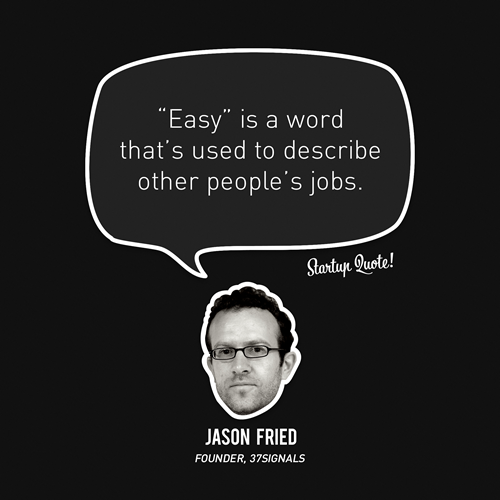 “Easy” is a word
that’s used to describe
other people’s jobs.
Startup Quote!
JASON FRIED
FOUNDER, 37SIGNALS